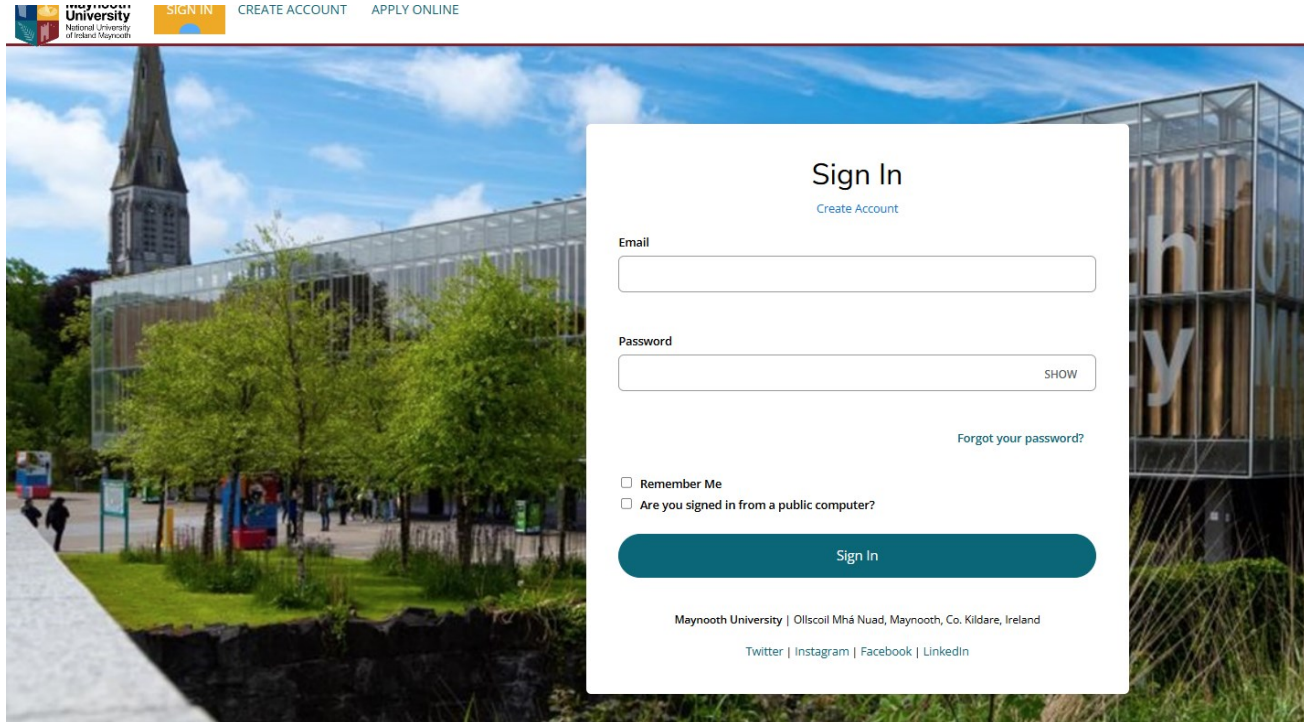 University
National University
of Ireland Maynooth
SIGN IN
CREATE ACCOUNT
APPLY ONLINE
Sign In
Create Account
Email
Password
SHOW
Forgot your password?
Remember Me
Are you signed in from a public computer?
Sign In
Maynooth University | Ollscoil Mhá Nuad, Maynooth, Co. Kildare, Ireland
Twitter | Instagram | Facebook | LinkedIn